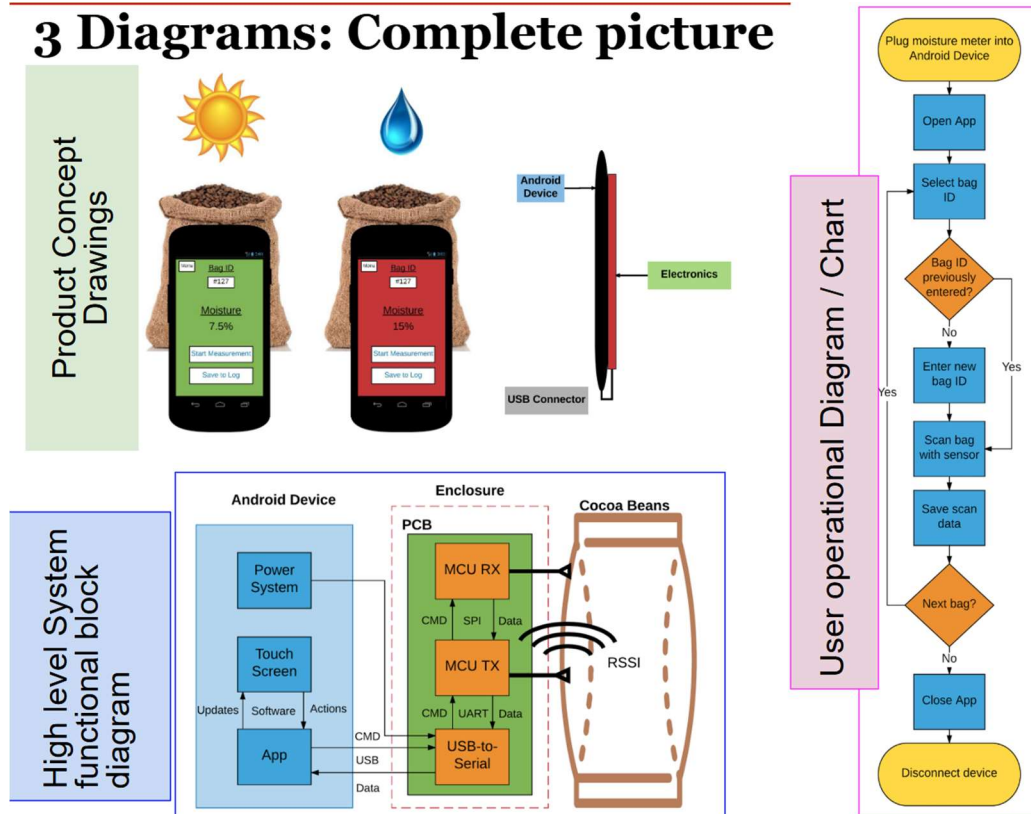 3 Diagrams: Complete picture
Product Concept
Drawings
Menu
Bag ID
#127
Moisture
7.5%
Start Measurement
Save to Log
Menu
Bag ID
#127
Moisture
15%
Start Measurement
Save to Log
Android
Device
Electronics
USB Connector
High level System
functional block
diagram
Android Device
Power
System
Touch
Screen
Updates
Software
Actions
App
CMD
USB
Data
Enclosure
PCB
MCU RX
CMD
SPI
Data
MCU TX
CMD
UART
Data
USB-to-
Serial
Cocoa Beans
RSSI
User operational Diagram / Chart
Plug moisture meter into
Android Device
Open App
Select bag
ID
Bag ID
previously
entered?
No
Yes
Enter new
bag ID
Yes
Scan bag
with sensor
Save scan
data
Next bag?
No
Close App
Disconnect device